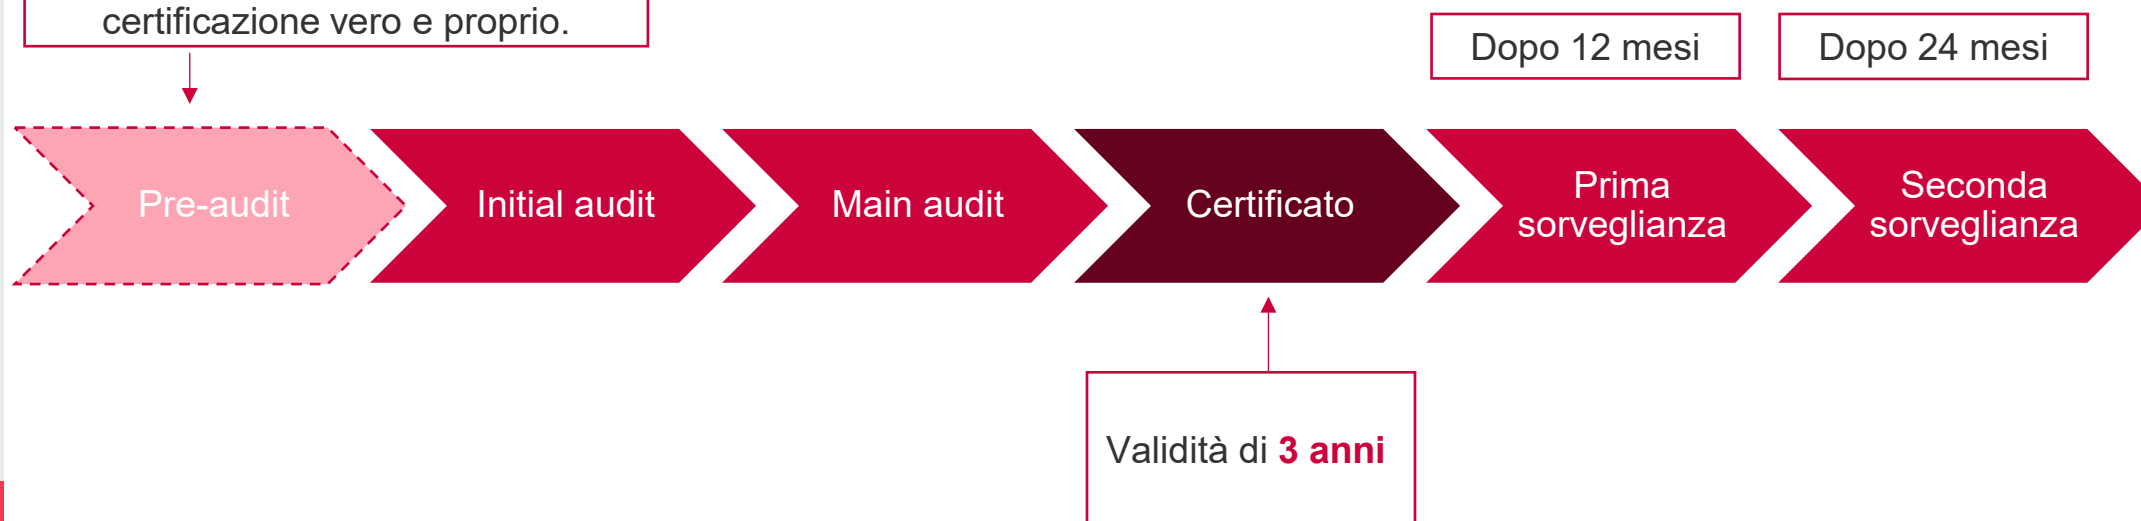 certificazione vero e proprio.
Dopo 12 mesi
Dopo 24 mesi
Pre-audit
Initial audit
Main audit
Certificato
Prima
sorveglianza
Seconda
sorveglianza
Validità di 3 anni